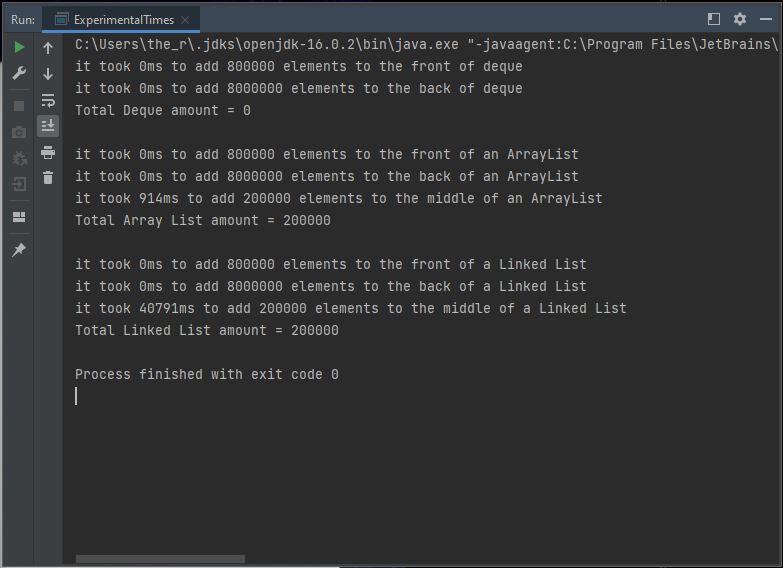 Run: ExperimentalTimes
C:\Users\the_r\.jdks\openjdk-16.0.2\bin\java.exe "-javaagent:C:\Program Files\JetBrains\
it took 0ms to add 800000 elements to the front of deque
it took 0ms to add 8000000 elements to the back of deque
Total Deque amount = 0
it took 0ms to add 800000 elements to the front of an ArrayList
it took 0ms to add 8000000 elements to the back of an ArrayList
it took 914ms to add 200000 elements to the middle of an ArrayList
Total Array List amount = 200000
it took 0ms to add 800000 elements to the front of a Linked List
it took 0ms to add 8000000 elements to the back of a Linked List
it took 40791ms to add 200000 elements to the middle of a Linked List
Total Linked List amount = 200000
Process finished with exit code 0